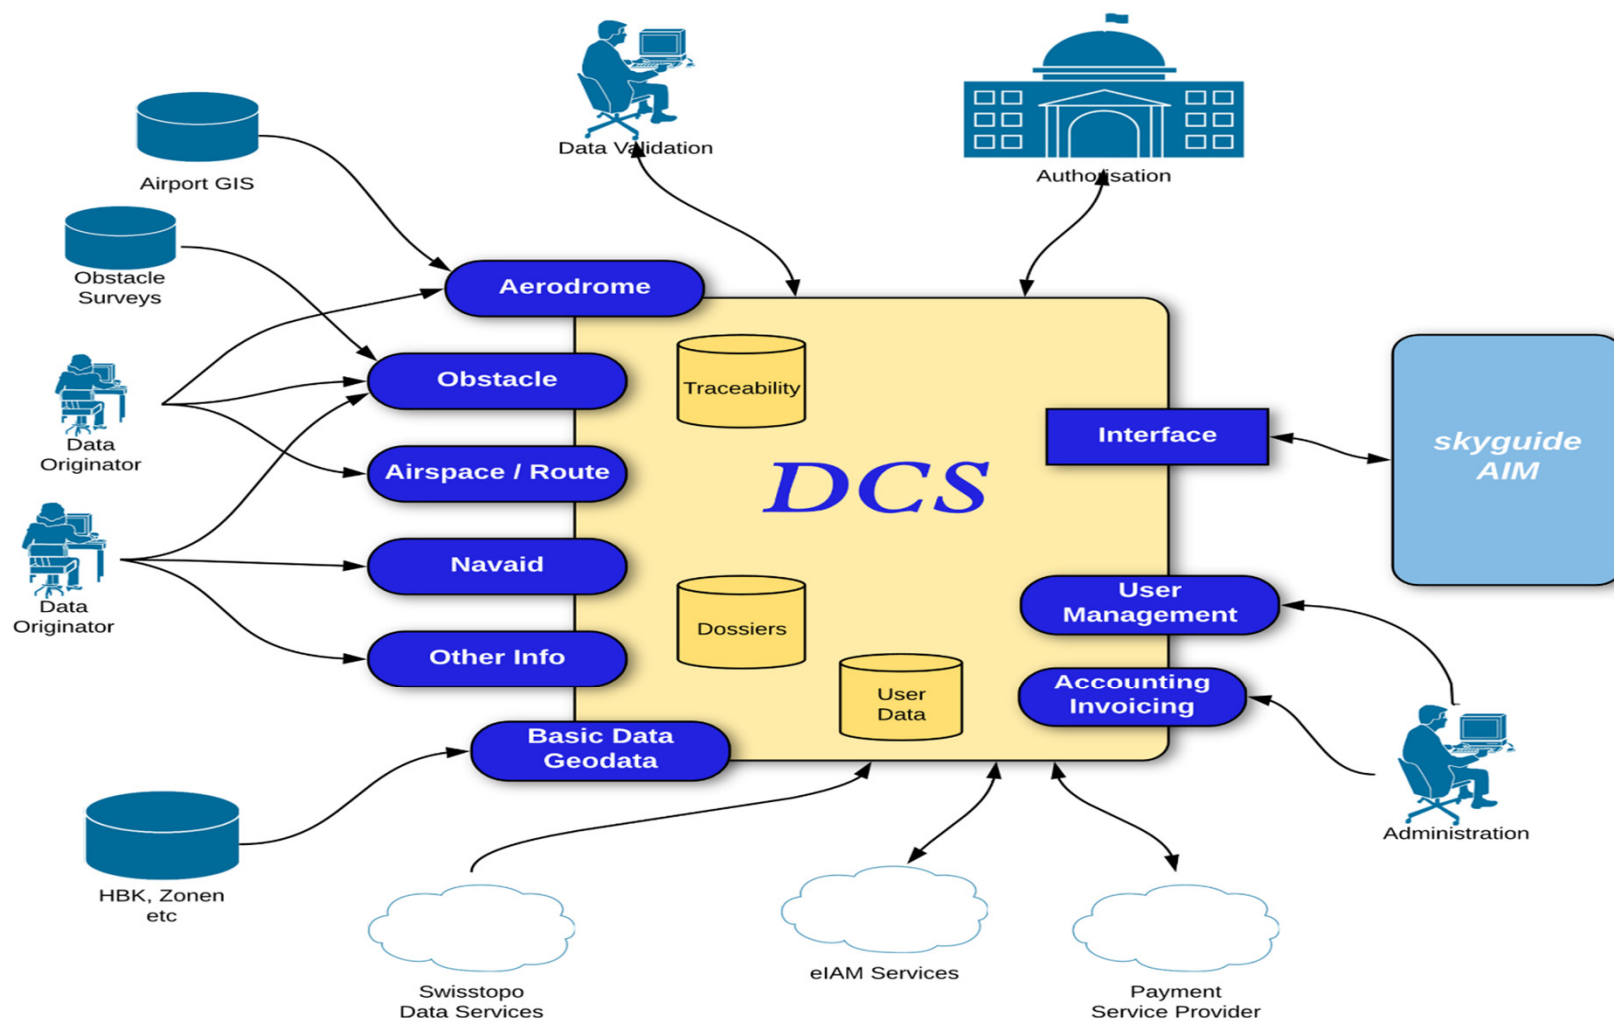 Data Validation
Authorisation
Airport GIS
Obstacle
Surveys
Aerodrome
Obstacle
Traceability
Data
Originator
Airspace / Route
Interface
skyguide
AIM
DCS
Navaid
Data
Originator
Dossiers
User
Management
Other Info
User
Data
Accounting
Invoicing
Basic Data
Geodata
Administration
HBK, Zonen
etc
eIAM Services
Swisstopo
Data Services
Payment
Service Provider